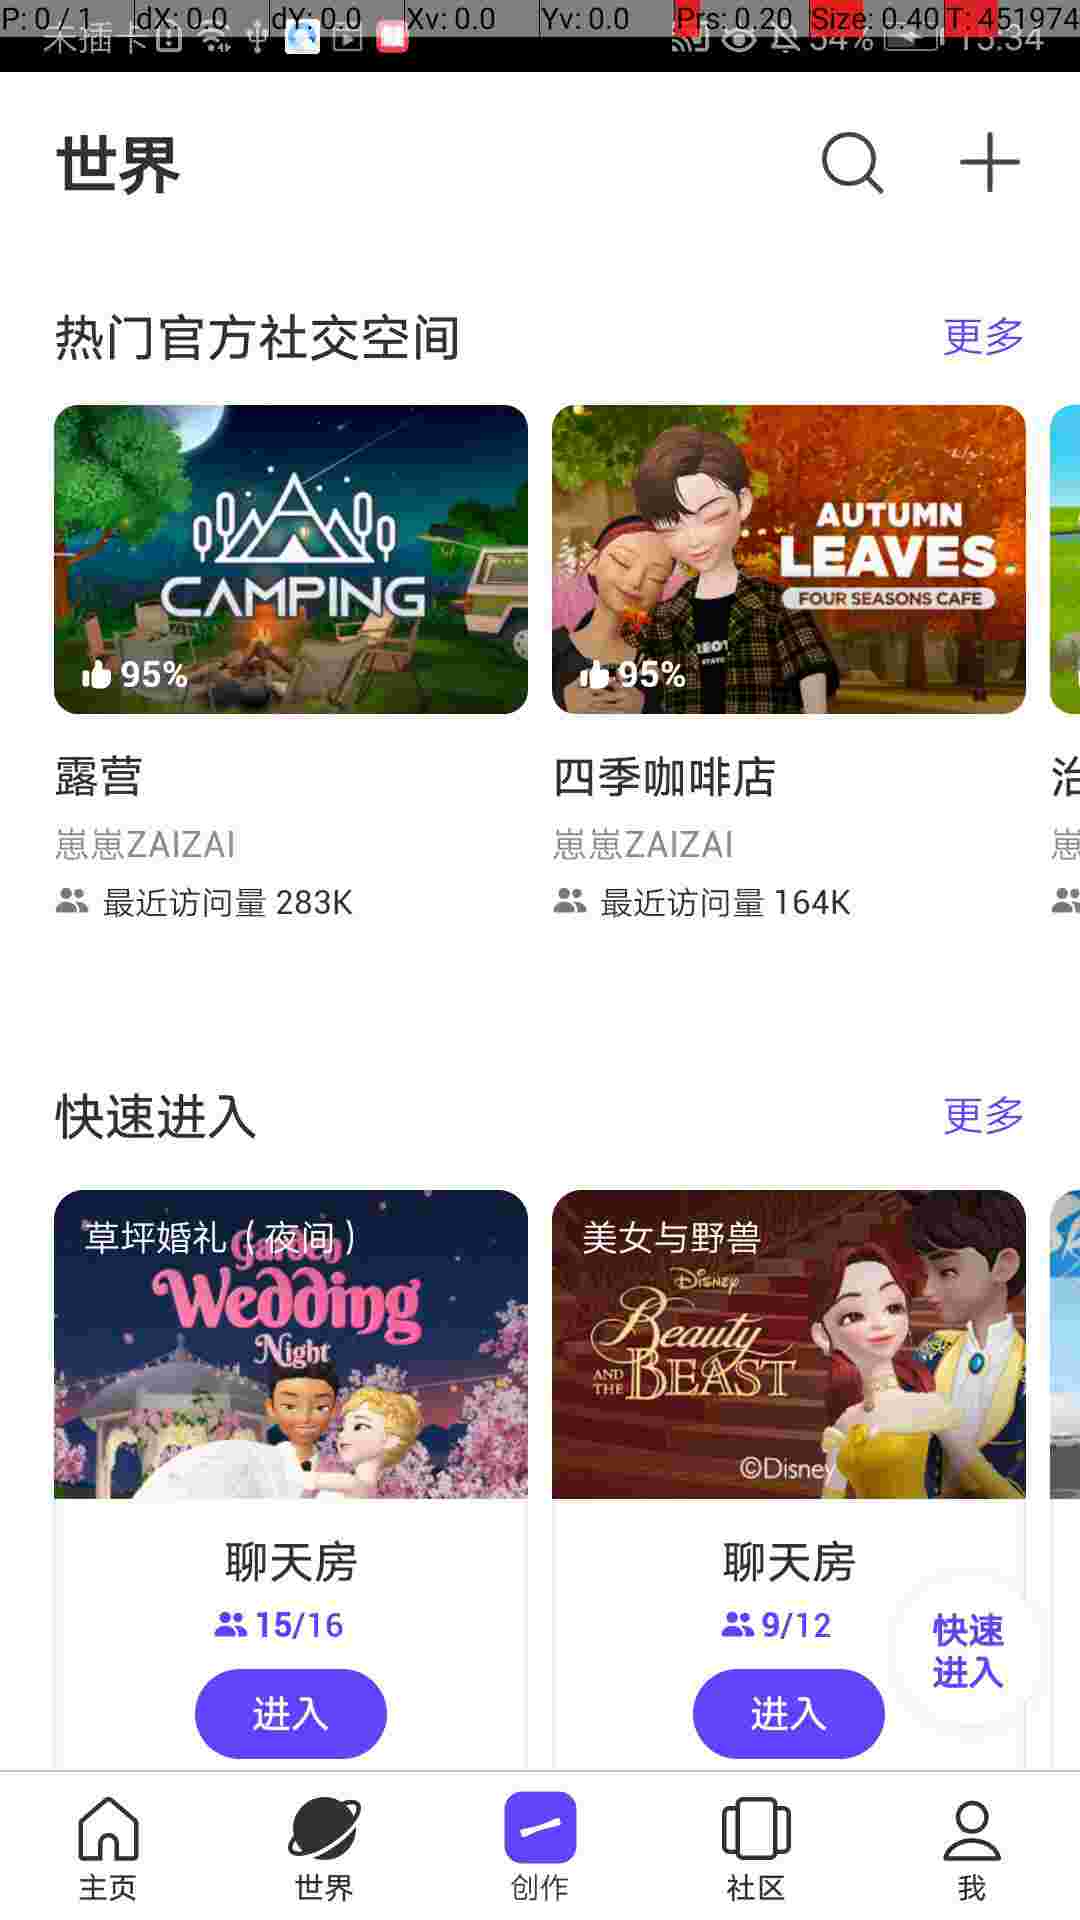 P: 0 / 1 dX: 0.0 dY: 0.0 Xv: 0.0 Yv: 0.0 Prs: 0.20 Size: 0.40 T: 451974
未插卡 54% 15:34
世界
热门官方社交空间 更多
CAMPING
95%
AUTUMN
LEAVES
FOUR SEASONS CAFE
95%
露营 四季咖啡店 治
崽崽ZAIZAI 崽崽ZAIZAI 崽
最近访问量 283K 最近访问量 164K
快速进入 更多
草坪婚礼（夜间）
Garden
Wedding
Night
美女与野兽
Disney
Beauty
AND THE BEAST
©Disney
聊天房 聊天房
15/16 9/12
进入 进入
快速
进入
主页 世界 创作 社区 我